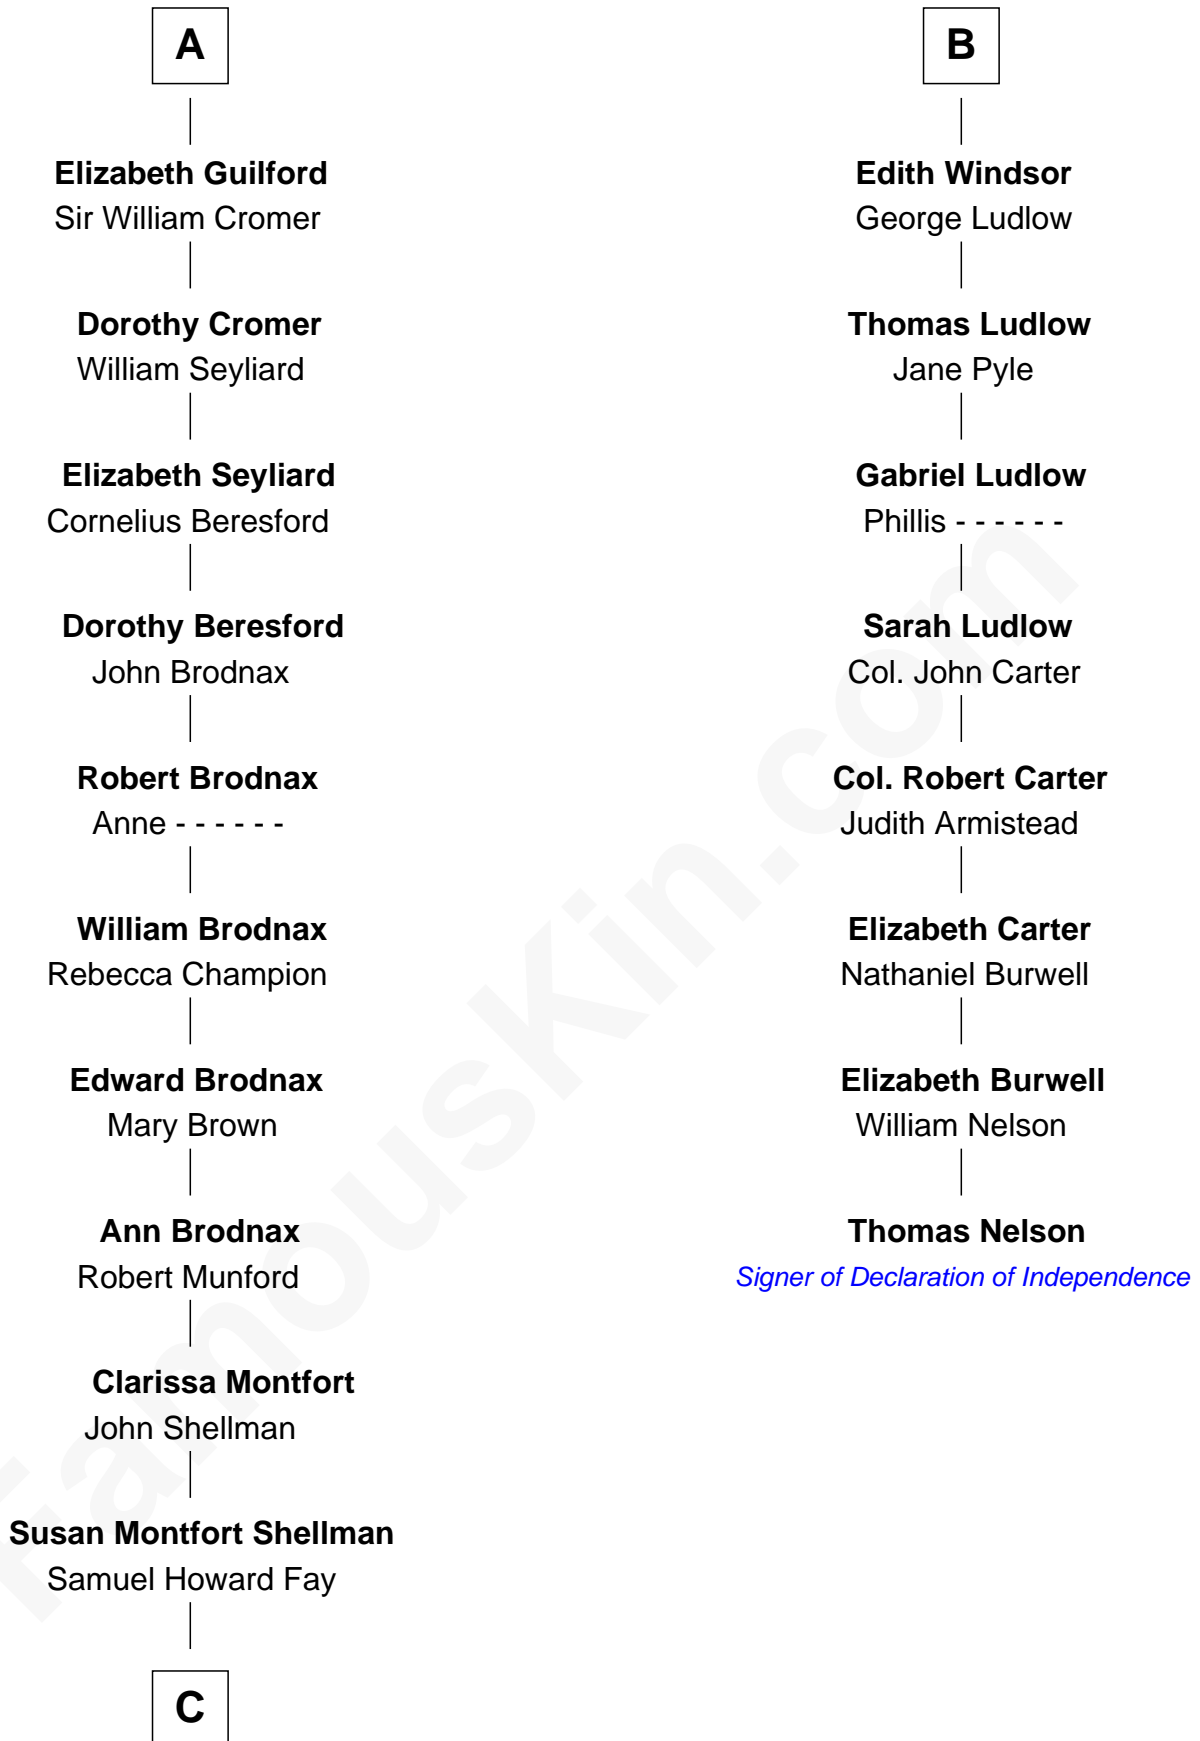 A
Elizabeth Guilford
Sir William Cromer
Dorothy Cromer
William Seyliard
Elizabeth Seyliard
Cornelius Beresford
Dorothy Beresford
John Brodnax
Robert Brodnax
Anne - - - - - -
William Brodnax
Rebecca Champion
Edward Brodnax
Mary Brown
Ann Brodnax
Robert Munford
Clarissa Montfort
John Shellman
Susan Montfort Shellman
Samuel Howard Fay
C
B
Edith Windsor
George Ludlow
Thomas Ludlow
Jane Pyle
Gabriel Ludlow
Phillis - - - - - -
Sarah Ludlow
Col. John Carter
Col. Robert Carter
Judith Armistead
Elizabeth Carter
Nathaniel Burwell
Elizabeth Burwell
William Nelson
Thomas Nelson
Signer of Declaration of Independence
FamousKin.com